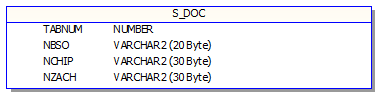 S_DOC
TABNUM NUMBER
NBSO VARCHAR2 (20 Byte)
NCHIP VARCHAR2 (30 Byte)
NZACH VARCHAR2 (30 Byte)